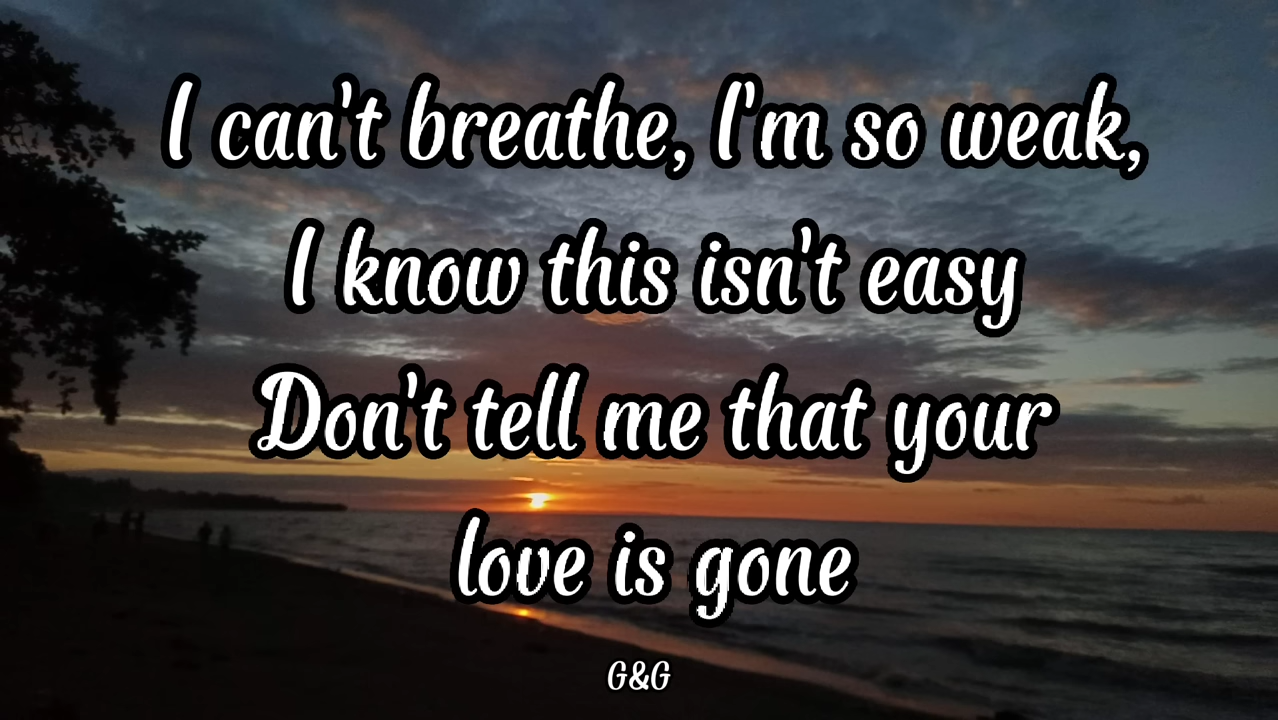 I can't breathe, I'm so weak,
I know this isn't easy
Don't tell me that your
love is gone
G&G